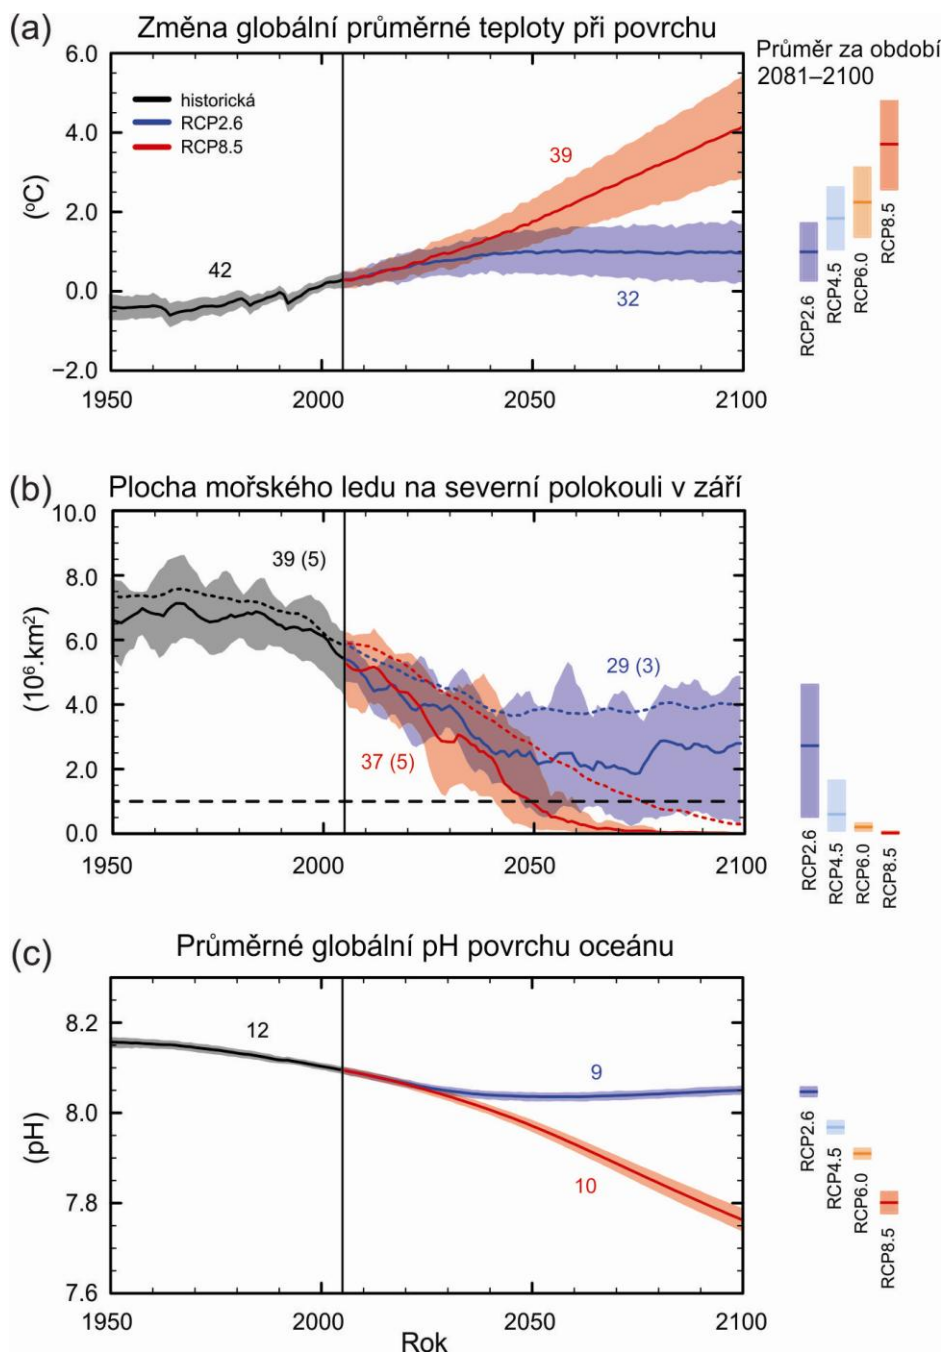 (a)
Změna globální průměrné teploty při povrchu
Průměr za období
2081–2100
6.0
4.0
2.0
0.0
−2.0
(°C)
historická
RCP2.6
RCP8.5
42
39
32
1950
2000
2050
2100
RCP2.6
RCP4.5
RCP6.0
RCP8.5
(b)
Plocha mořského ledu na severní polokouli v září
10.0
8.0
6.0
4.0
2.0
0.0
(10⁶.km²)
39 (5)
29 (3)
37 (5)
1950
2000
2050
2100
RCP2.6
RCP4.5
RCP6.0
RCP8.5
(c)
Průměrné globální pH povrchu oceánu
8.2
8.0
7.8
7.6
(pH)
12
9
10
1950
2000
2050
2100
Rok
RCP2.6
RCP4.5
RCP6.0
RCP8.5